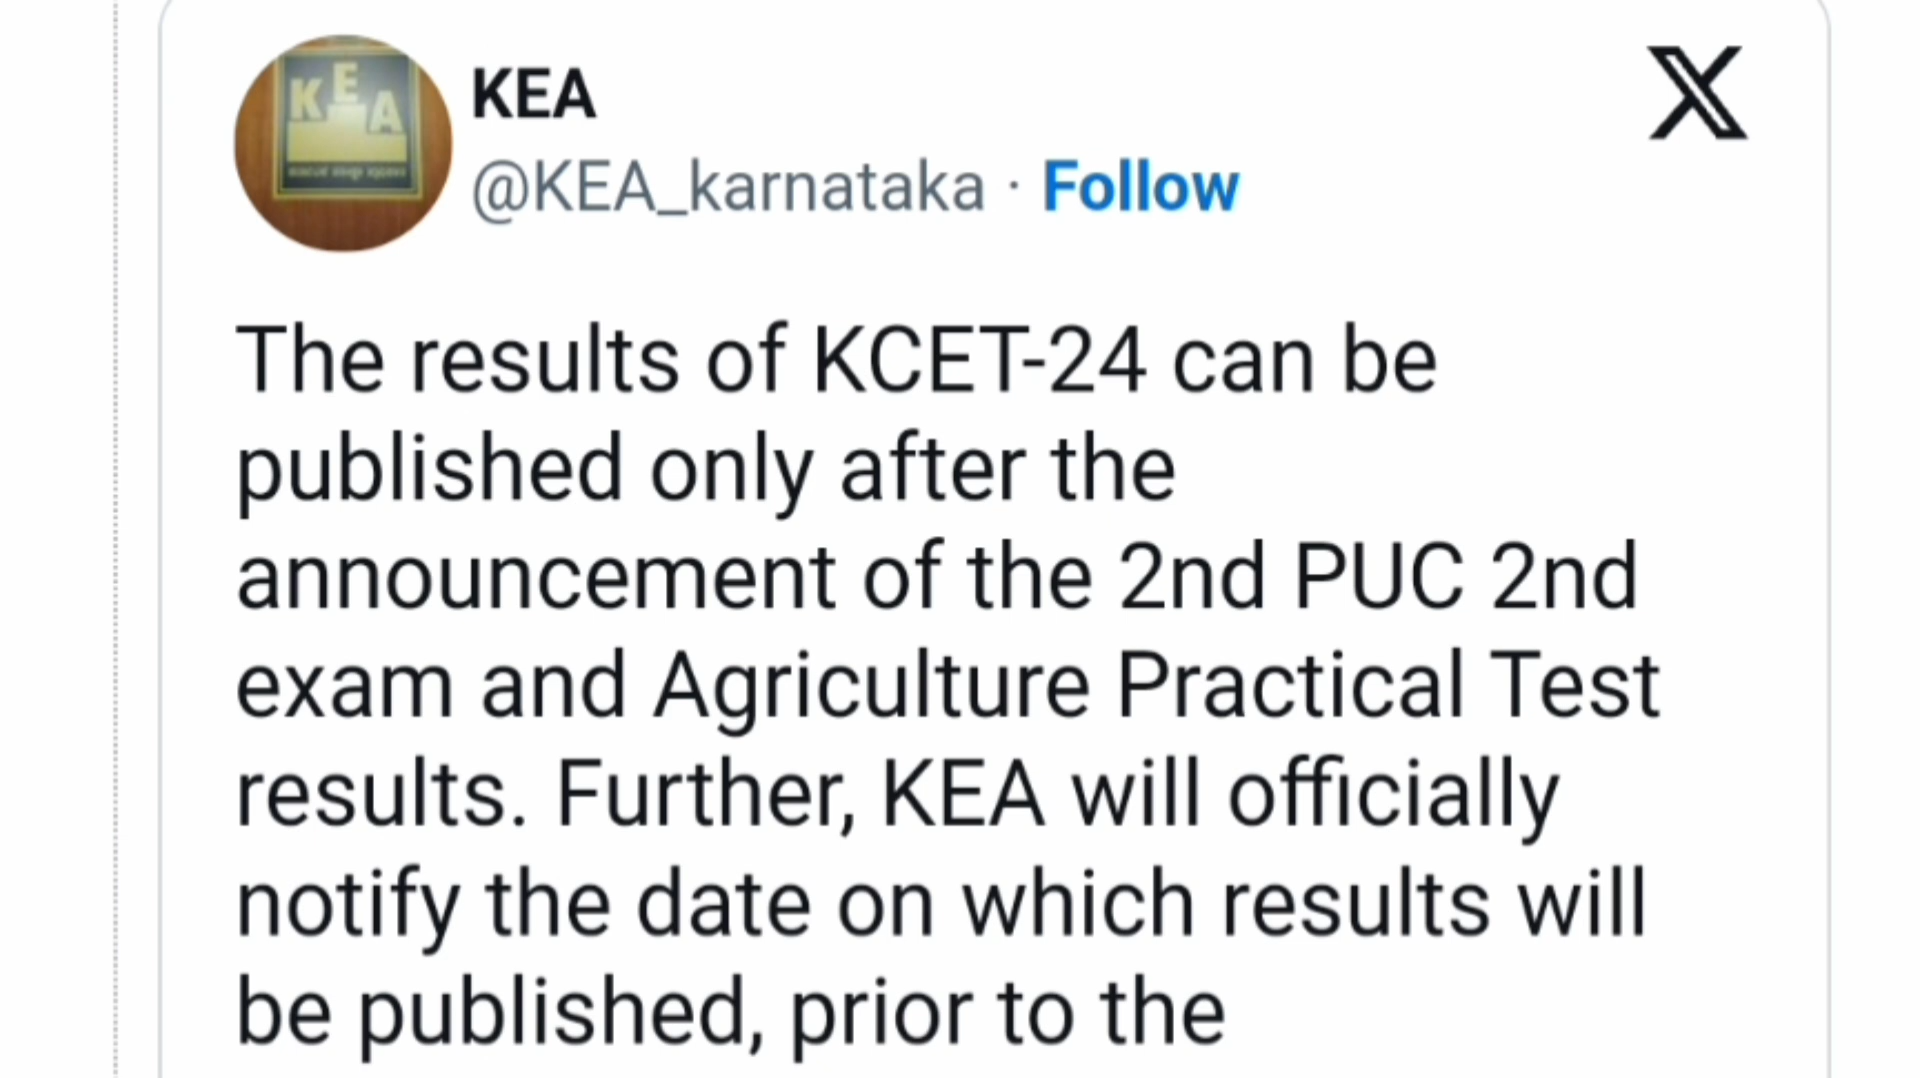 KEA
KEA
@KEA_karnataka · Follow
The results of KCET-24 can be
published only after the
announcement of the 2nd PUC 2nd
exam and Agriculture Practical Test
results. Further, KEA will officially
notify the date on which results will
be published, prior to the